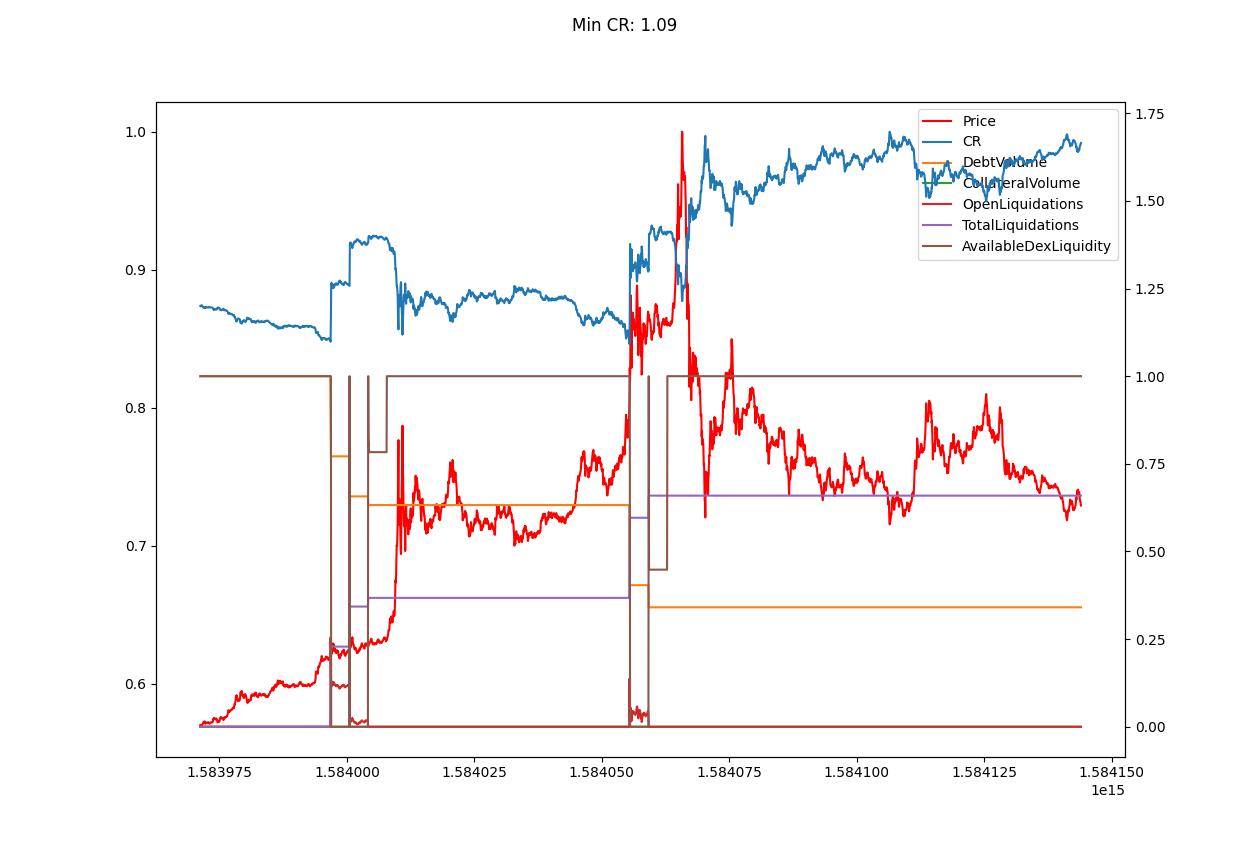 Min CR: 1.09
1.0
0.9
0.8
0.7
0.6
1.75
1.50
1.25
1.00
0.75
0.50
0.25
0.00
Price
CR
DebtVolume
CollateralVolume
OpenLiquidations
TotalLiquidations
AvailableDexLiquidity
1.583975 1.584000 1.584025 1.584050 1.584075 1.584100 1.584125 1.584150
1e15